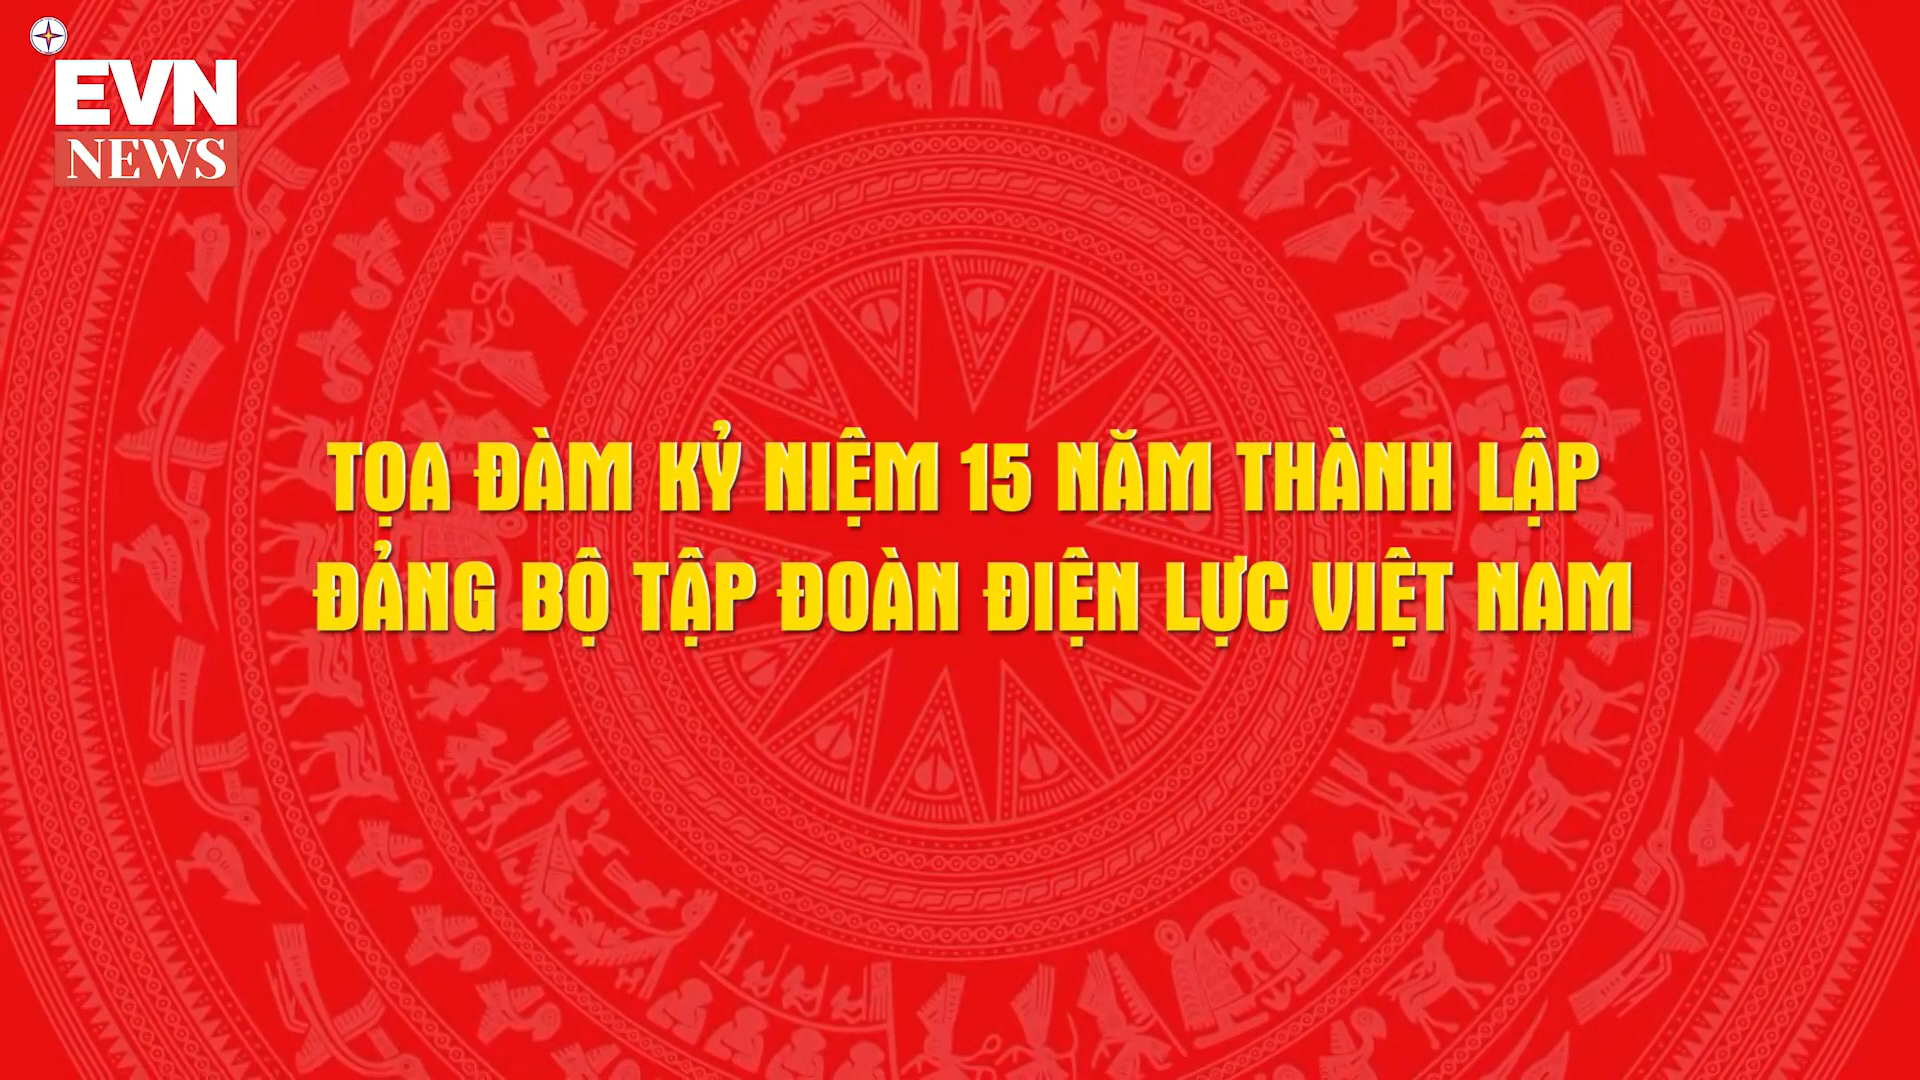 EVN
NEWS
TỌA ĐÀM KỶ NIỆM 15 NĂM THÀNH LẬP
ĐẢNG BỘ TẬP ĐOÀN ĐIỆN LỰC VIỆT NAM